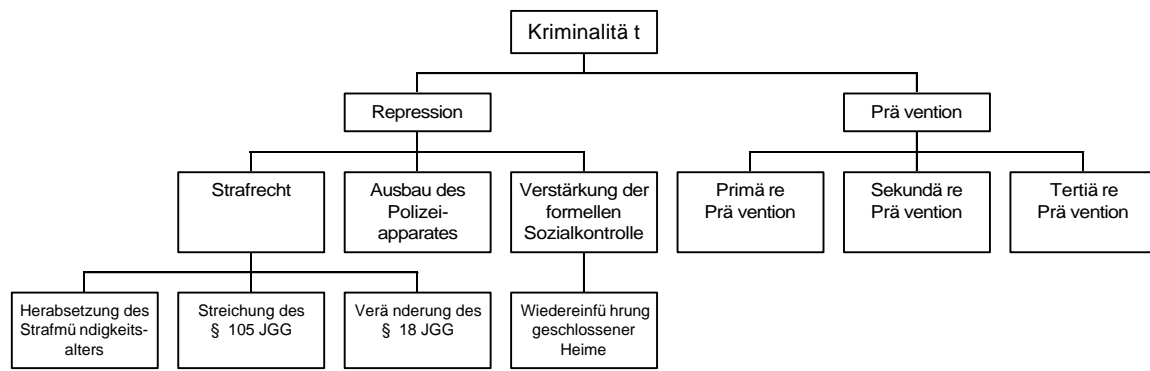 Kriminalitä t
Repression
Prä vention
Strafrecht
Ausbau des
Polizei-
apparates
Verstärkung der
formellen
Sozialkontrolle
Primä re
Prä vention
Sekundä re
Prä vention
Tertiä re
Prä vention
Herabsetzung des
Strafmü ndigkeits-
alters
Streichung des
§ 105 JGG
Verä nderung des
§ 18 JGG
Wiedereinfü hrung
geschlossener
Heime